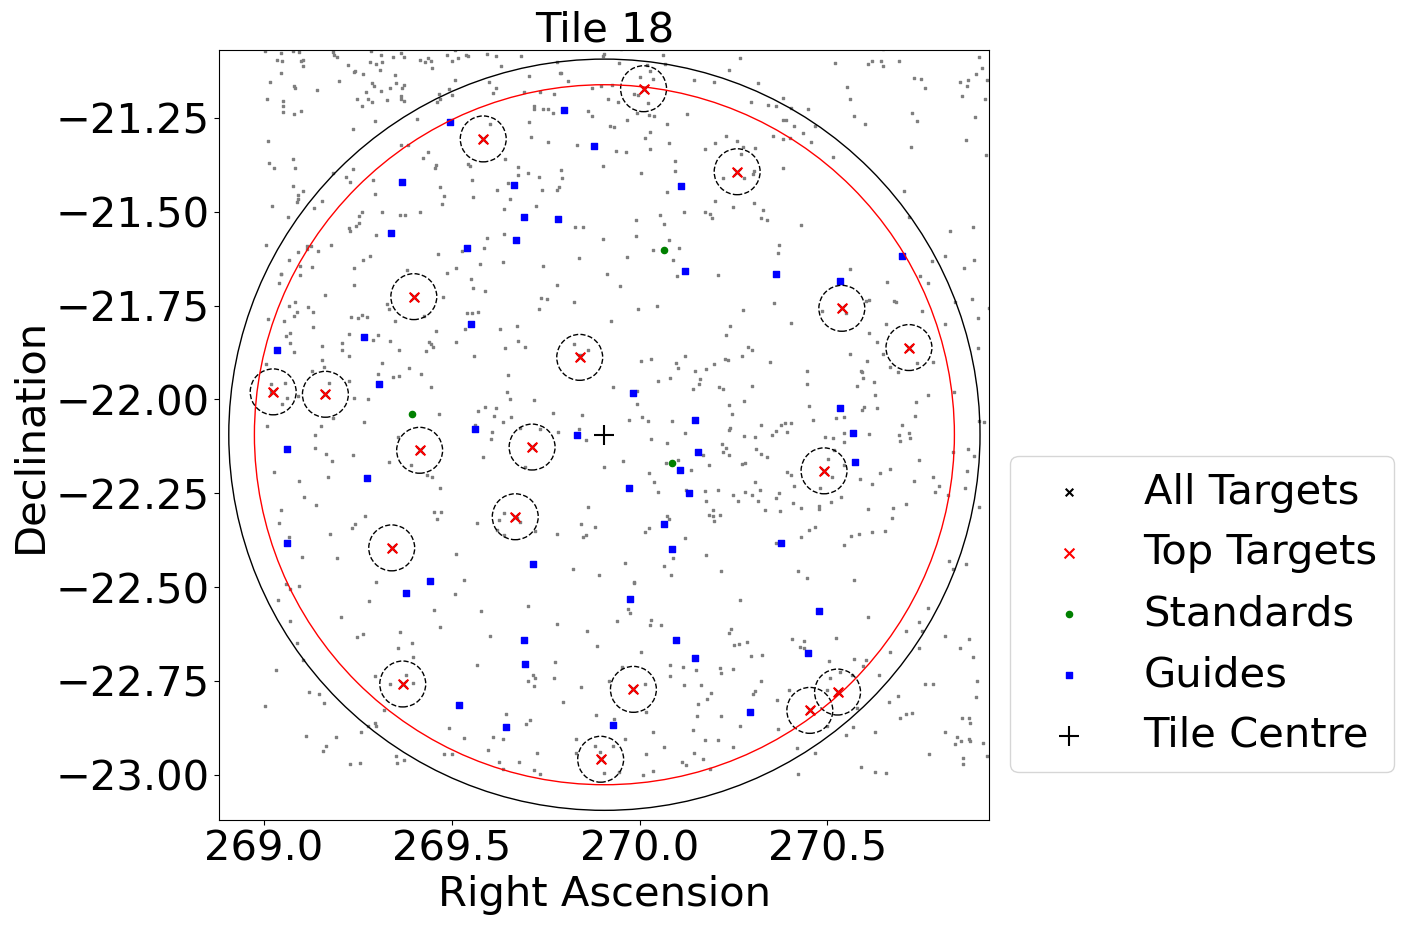 Tile 18
Declination
−21.25
−21.50
−21.75
−22.00
−22.25
−22.50
−22.75
−23.00
269.0 269.5 270.0 270.5
Right Ascension
All Targets
Top Targets
Standards
Guides
Tile Centre